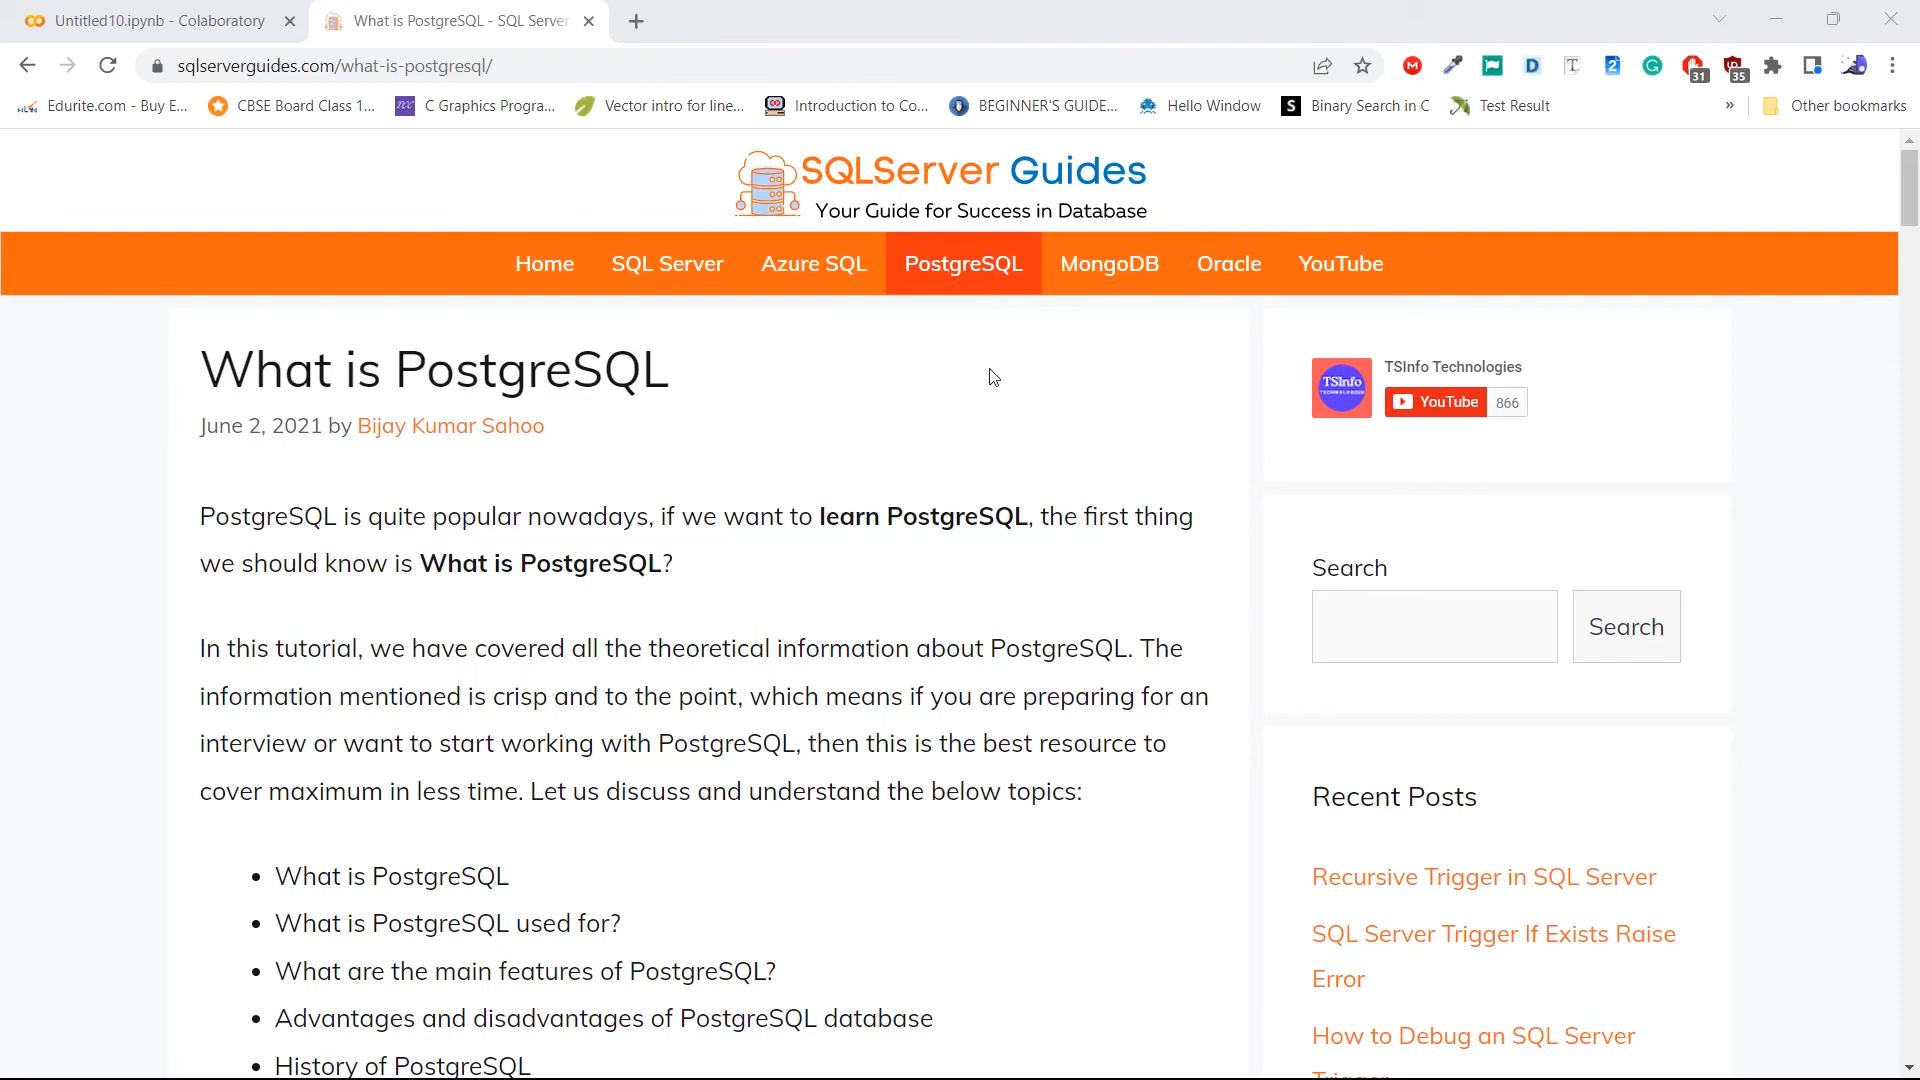 Untitled10.ipynb - Colaboratory
What is PostgreSQL - SQL Server
sqlserverguides.com/what-is-postgresql/
31
35
Edurite.com - Buy E...
CBSE Board Class 1...
C Graphics Progra...
Vector intro for line...
Introduction to Co...
BEGINNER'S GUIDE...
Hello Window
Binary Search in C
Test Result
»
Other bookmarks
SQLServer Guides
Your Guide for Success in Database
Home
SQL Server
Azure SQL
PostgreSQL
MongoDB
Oracle
YouTube
What is PostgreSQL
June 2, 2021 by Bijay Kumar Sahoo
PostgreSQL is quite popular nowadays, if we want to learn PostgreSQL, the first thing
we should know is What is PostgreSQL?
In this tutorial, we have covered all the theoretical information about PostgreSQL. The
information mentioned is crisp and to the point, which means if you are preparing for an
interview or want to start working with PostgreSQL, then this is the best resource to
cover maximum in less time. Let us discuss and understand the below topics:
• What is PostgreSQL
• What is PostgreSQL used for?
• What are the main features of PostgreSQL?
• Advantages and disadvantages of PostgreSQL database
• History of PostgreSQL
TSInfo
TSInfo Technologies
YouTube 866
Search
Search
Recent Posts
Recursive Trigger in SQL Server
SQL Server Trigger If Exists Raise
Error
How to Debug an SQL Server
Trigger